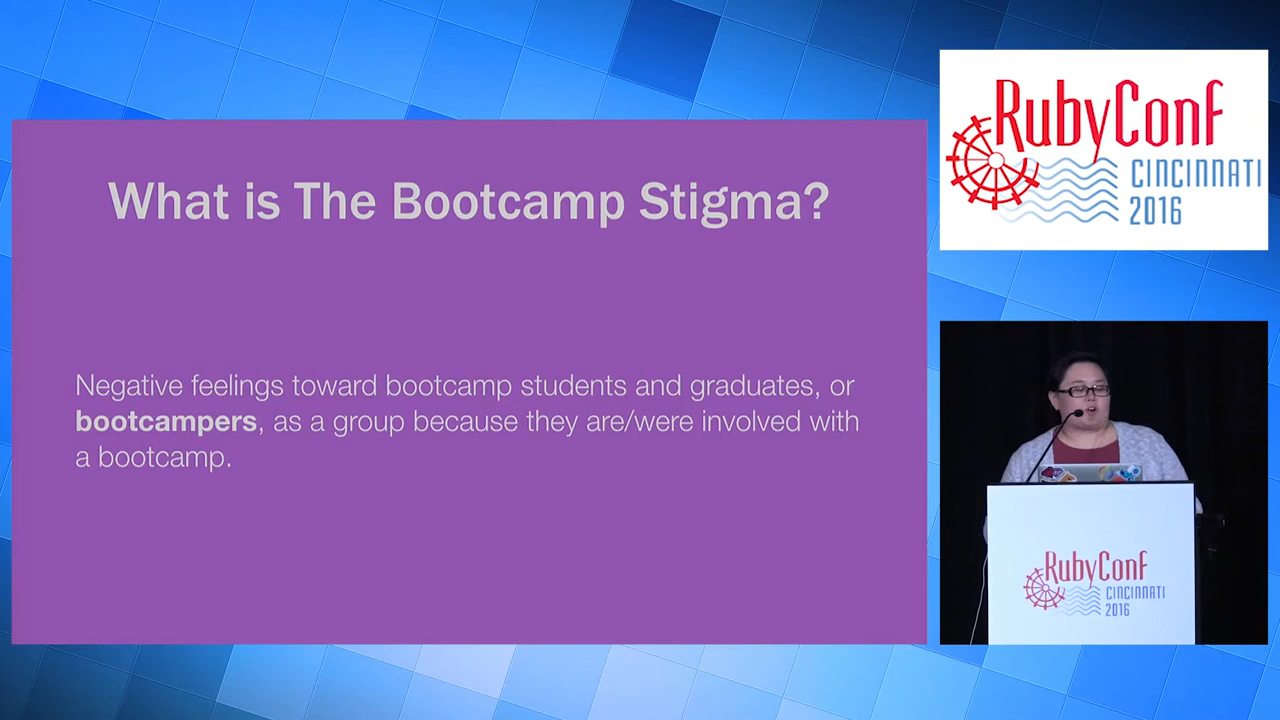 What is The Bootcamp Stigma?
Negative feelings toward bootcamp students and graduates, or
bootcampers, as a group because they are/were involved with
a bootcamp.
RubyConf
CINCINNATI
2016
RubyConf
CINCINNATI
2016